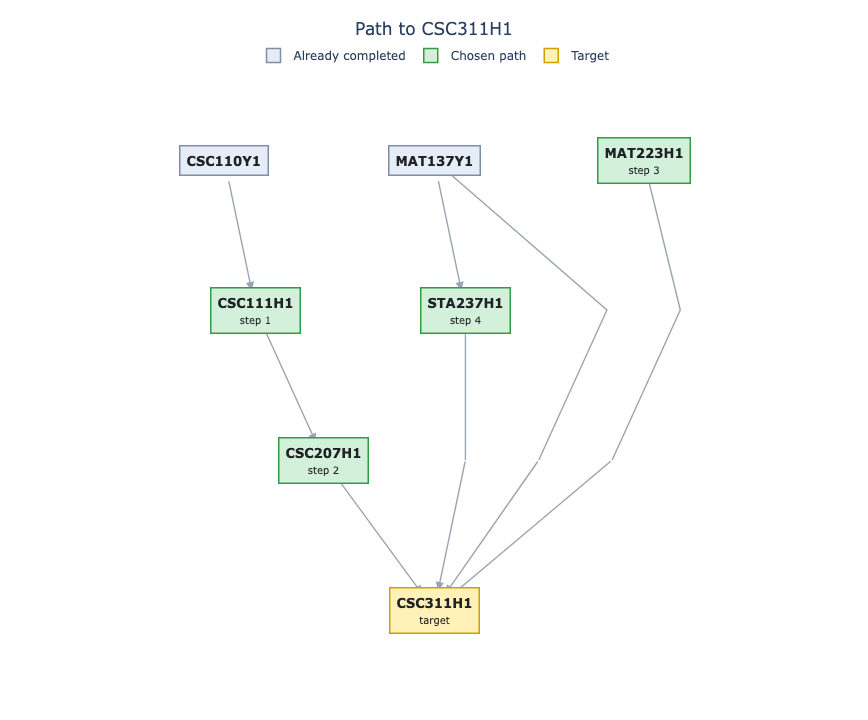 Path to CSC311H1
Already completed
Chosen path
Target
CSC110Y1
MAT137Y1
MAT223H1
step 3
CSC111H1
step 1
STA237H1
step 4
CSC207H1
step 2
CSC311H1
target